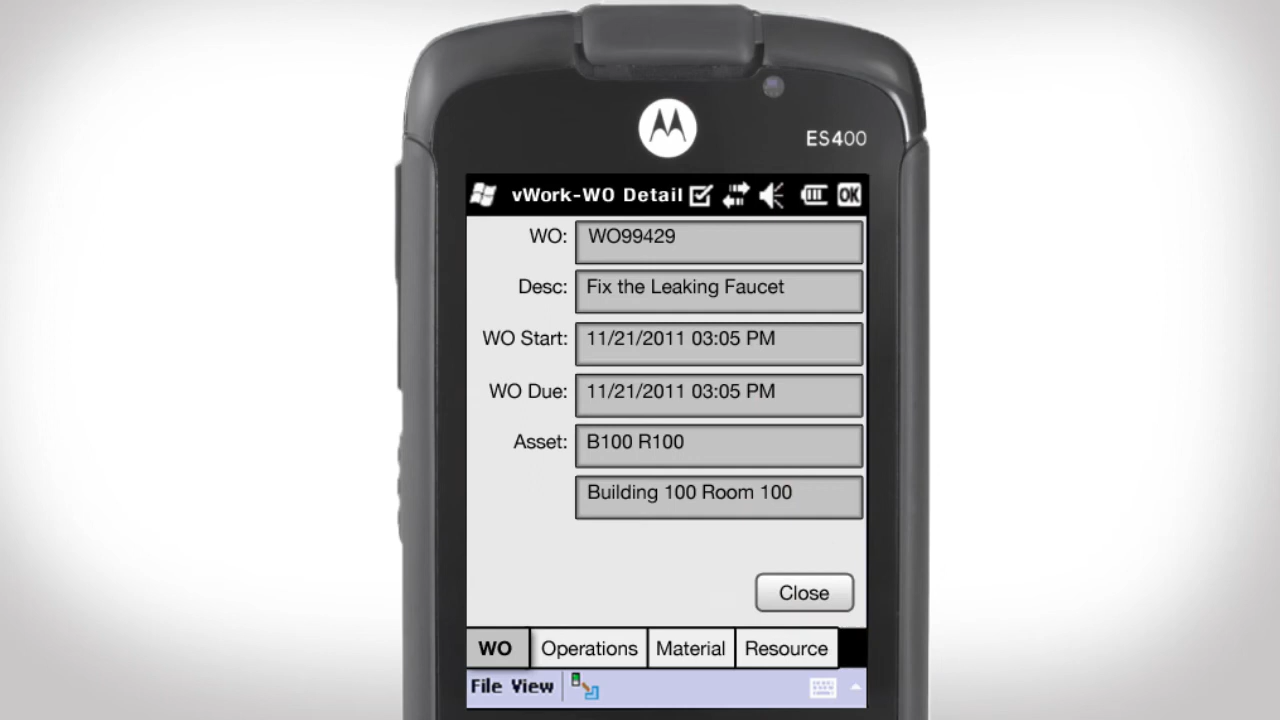 ES400
vWork-WO Detail OK
WO: WO99429
Desc: Fix the Leaking Faucet
WO Start: 11/21/2011 03:05 PM
WO Due: 11/21/2011 03:05 PM
Asset: B100 R100
Building 100 Room 100
Close
WO Operations Material Resource
File View